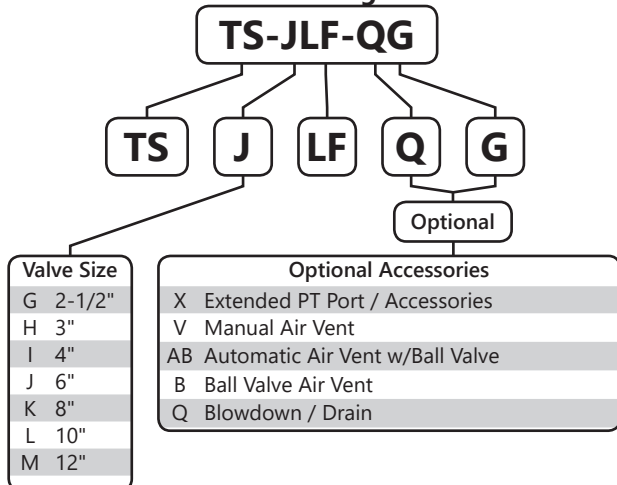 TS-JLF-QG
TS J LF Q G
Optional
Valve Size
G 2-1/2"
H 3"
I 4"
J 6"
K 8"
L 10"
M 12"
Optional Accessories
X Extended PT Port / Accessories
V Manual Air Vent
AB Automatic Air Vent w/Ball Valve
B Ball Valve Air Vent
Q Blowdown / Drain